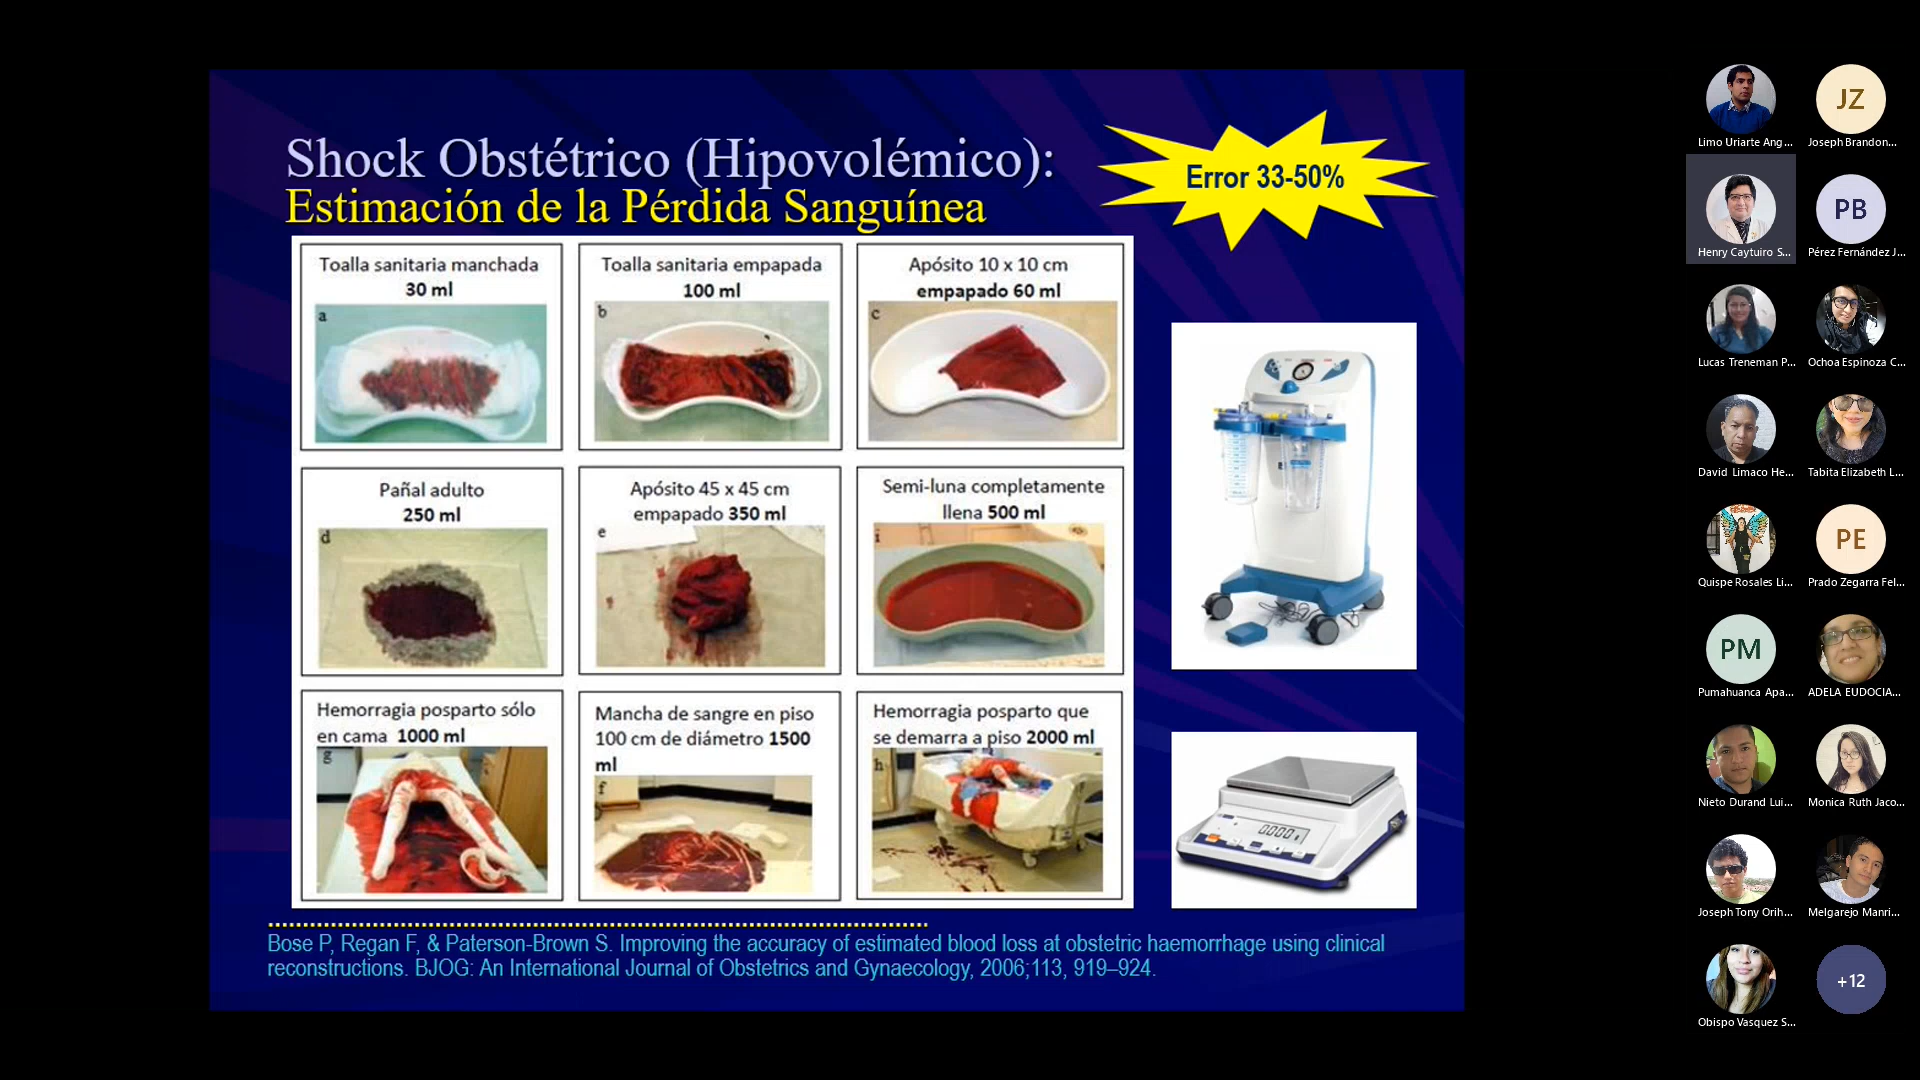 Shock Obstétrico (Hipovolémico):
Estimación de la Pérdida Sanguínea
Error 33-50%
Toalla sanitaria manchada
30 ml
a
Toalla sanitaria empapada
100 ml
b
Apósito 10 x 10 cm
empapado 60 ml
c
Pañal adulto
250 ml
d
Apósito 45 x 45 cm
empapado 350 ml
e
Semi-luna completamente
llena 500 ml
i
Hemorragia posparto sólo
en cama 1000 ml
g
Mancha de sangre en piso
100 cm de diámetro 1500
ml
f
Hemorragia posparto que
se demarra a piso 2000 ml
h
Bose P, Regan F, & Paterson-Brown S. Improving the accuracy of estimated blood loss at obstetric haemorrhage using clinical
reconstructions. BJOG: An International Journal of Obstetrics and Gynaecology, 2006;113, 919–924.
Limo Uriarte Ang...
JZ
Joseph Brandon...
Henry Caytuiro S...
PB
Pérez Fernández J...
Lucas Treneman P...
Ochoa Espinoza C...
David Limaco He...
Tabita Elizabeth L...
Quispe Rosales Li...
PE
Prado Zegarra Fel...
PM
Pumahuanca Apa...
ADELA EUDOCIA...
Nieto Durand Lui...
Monica Ruth Jaco...
Joseph Tony Orih...
Melgarejo Manri...
Obispo Vasquez S...
+12